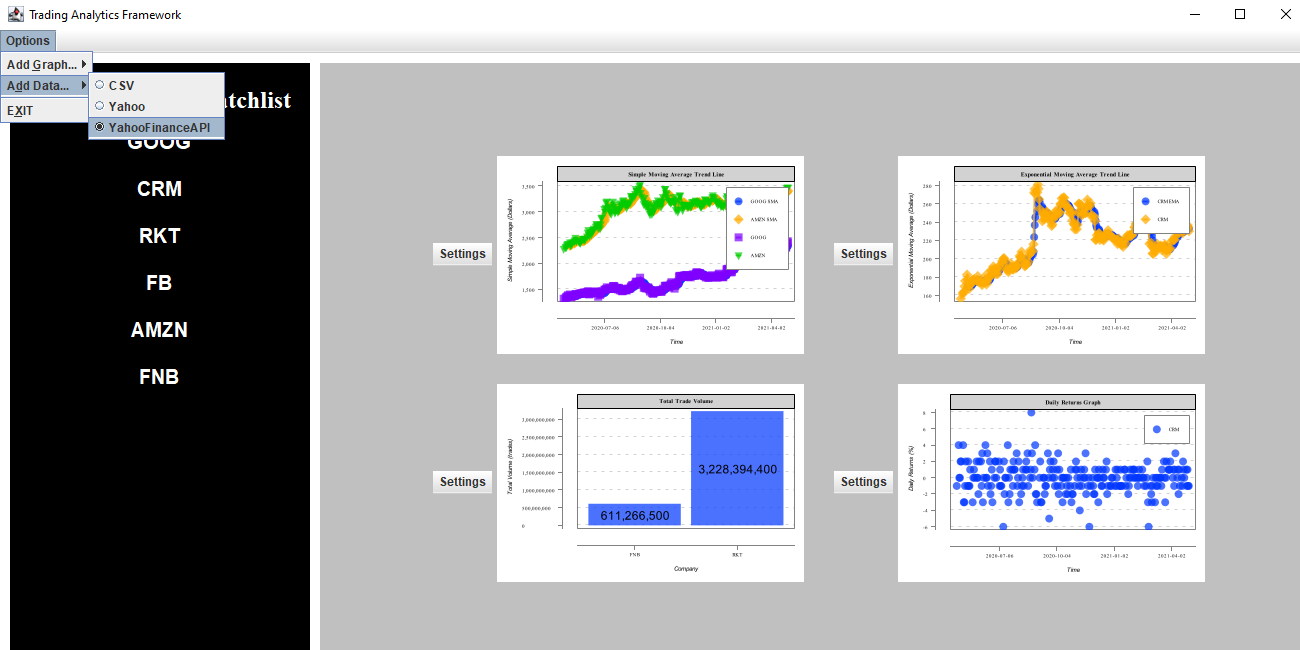 Trading Analytics Framework
Options
Add Graph...
Add Data...
EXIT
CSV
Yahoo
YahooFinanceAPI
atchlist
GOOG
CRM
RKT
FB
AMZN
FNB
Settings
Simple Moving Average Trend Line
Simple Moving Average (Dollars)
3,500
3,000
2,500
2,000
1,500
GOOG SMA
AMZN SMA
GOOG
AMZN
2020-07-06 2020-10-04 2021-01-02 2021-04-02
Time
Settings
Exponential Moving Average Trend Line
Exponential Moving Average (Dollars)
280
260
240
220
200
180
160
CRM EMA
CRM
2020-07-06 2020-10-04 2021-01-02 2021-04-02
Time
Settings
Total Trade Volume
Total Volume (trades)
3,000,000,000
2,500,000,000
2,000,000,000
1,500,000,000
1,000,000,000
500,000,000
0
3,228,394,400
611,266,500
FNB RKT
Company
Settings
Daily Returns Graph
Daily Returns (%)
8
6
4
2
0
-2
-4
-6
CRM
2020-07-06 2020-10-04 2021-01-02 2021-04-02
Time